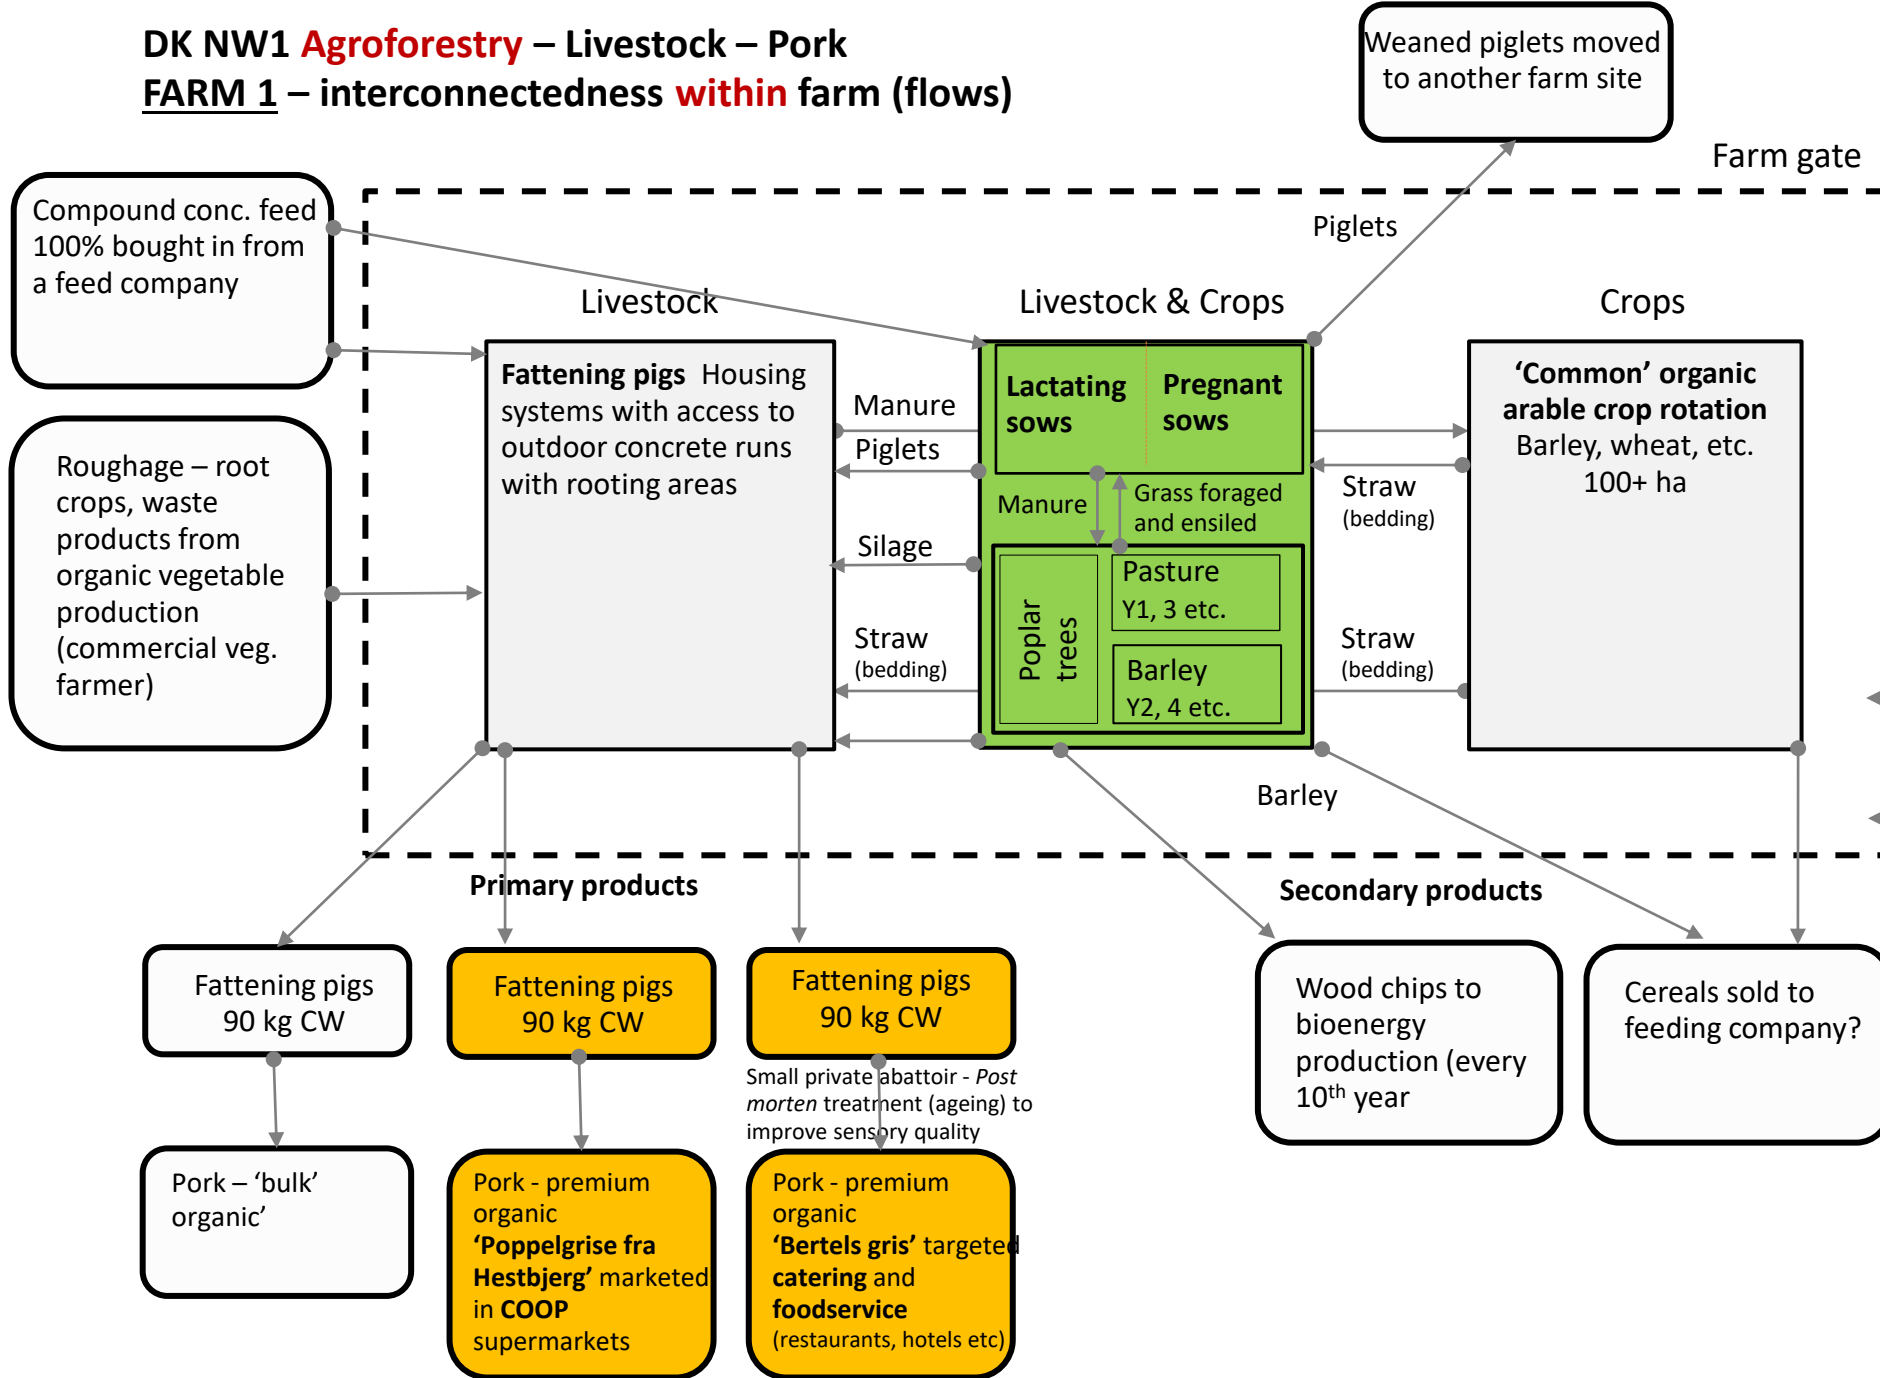 DK NW1 Agroforestry – Livestock – Pork
FARM 1 – interconnectedness within farm (flows)
Weaned piglets moved
to another farm site
Farm gate
Compound conc. feed
100% bought in from
a feed company
Piglets
Livestock
Livestock & Crops
Crops
Roughage – root
crops, waste
products from
organic vegetable
production
(commercial veg.
farmer)
Fattening pigs Housing
systems with access to
outdoor concrete runs
with rooting areas
Manure
Piglets
Silage
Straw
(bedding)
Lactating
sows
Pregnant
sows
Manure
Grass foraged
and ensiled
Poplar
trees
Pasture
Y1, 3 etc.
Barley
Y2, 4 etc.
Straw
(bedding)
Straw
(bedding)
‘Common’ organic
arable crop rotation
Barley, wheat, etc.
100+ ha
Barley
Primary products
Secondary products
Fattening pigs
90 kg CW
Fattening pigs
90 kg CW
Fattening pigs
90 kg CW
Small private abattoir - Post
morten treatment (ageing) to
improve sensory quality
Pork – ‘bulk’
organic’
Pork - premium
organic
‘Poppelgrise fra
Hestbjerg’ marketed
in COOP
supermarkets
Pork - premium
organic
‘Bertels gris’ targeted
catering and
foodservice
(restaurants, hotels etc)
Wood chips to
bioenergy
production (every
10th year
Cereals sold to
feeding company?